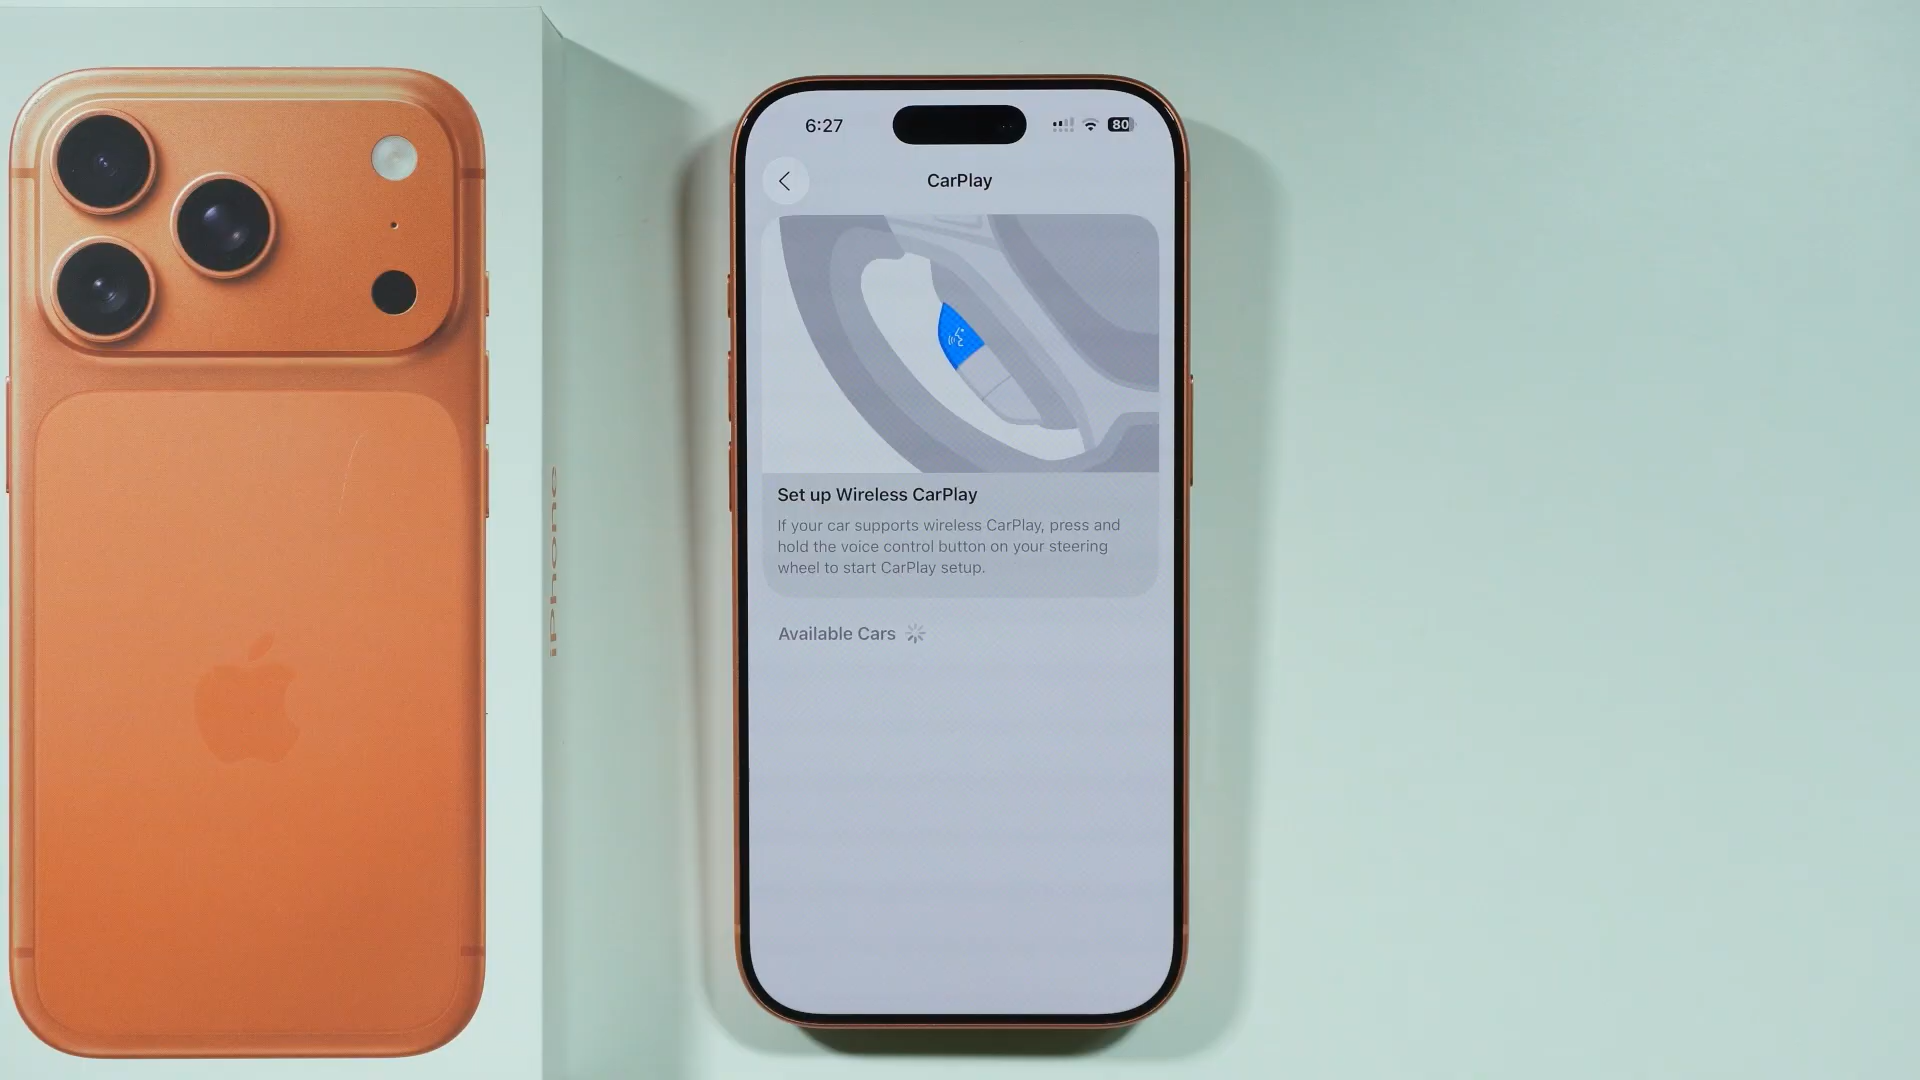 iPhone
6:27
80
CarPlay
Set up Wireless CarPlay
If your car supports wireless CarPlay, press and
hold the voice control button on your steering
wheel to start CarPlay setup.
Available Cars